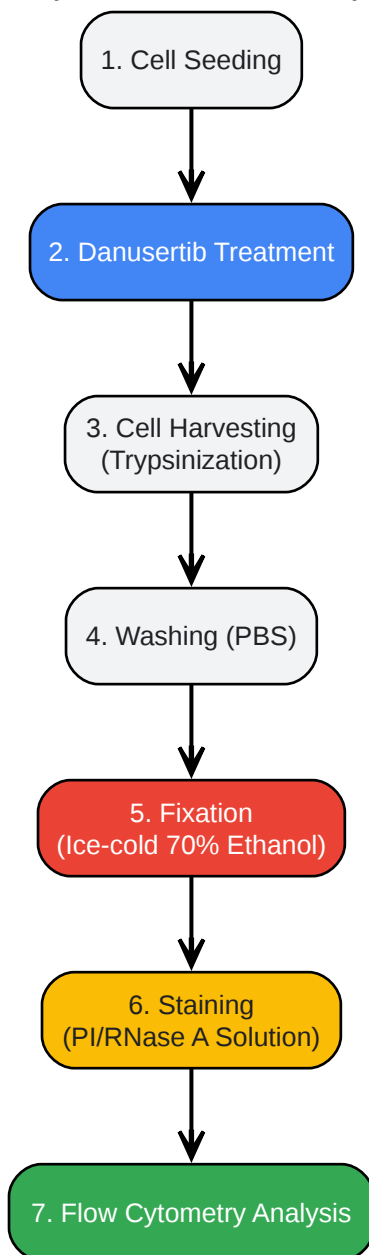 1. Cell Seeding
2. Danusertib Treatment
3. Cell Harvesting
(Trypsinization)
4. Washing (PBS)
5. Fixation
(Ice-cold 70% Ethanol)
6. Staining
(PI/RNase A Solution)
7. Flow Cytometry Analysis